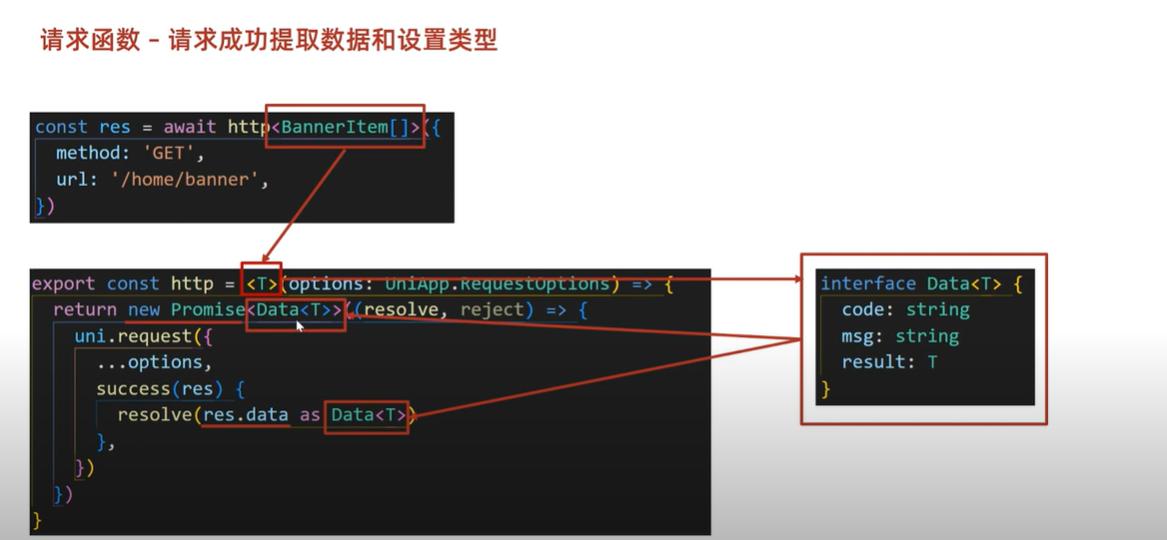 请求函数 – 请求成功提取数据和设置类型
const res = await http<BannerItem[]>({
method: 'GET',
url: '/home/banner',
})
export const http = <T>(options: UniApp.RequestOptions) => {
return new Promise<Data<T>>((resolve, reject) => {
uni.request({
...options,
success(res) {
resolve(res.data as Data<T>)
},
})
})
}
interface Data<T> {
code: string
msg: string
result: T
}